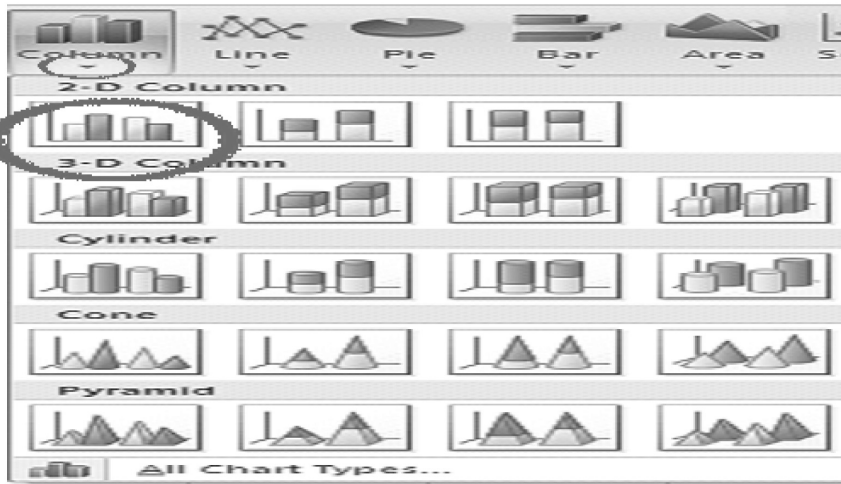 Column Line Pie Bar Area
2-D Column
3-D Column
Cylinder
Cone
Pyramid
All Chart Types...